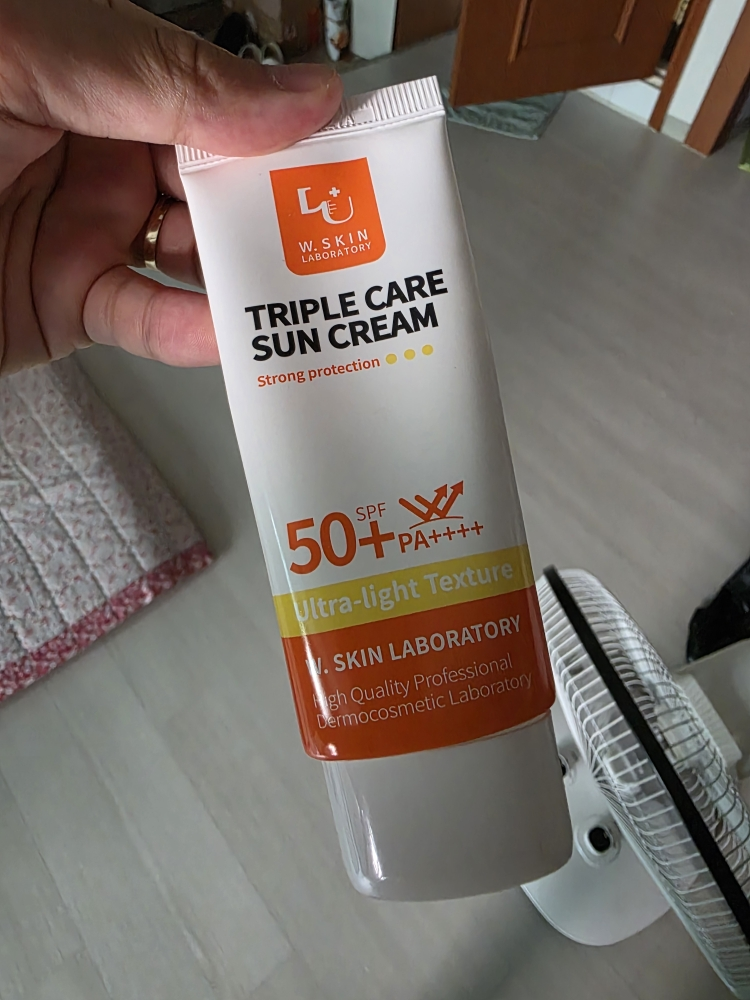 W. SKIN
LABORATORY
TRIPLE CARE
SUN CREAM
Strong protection
SPF
50+
PA++++
Ultra-light Texture
W. SKIN LABORATORY
High Quality Professional
Dermocosmetic Laboratory